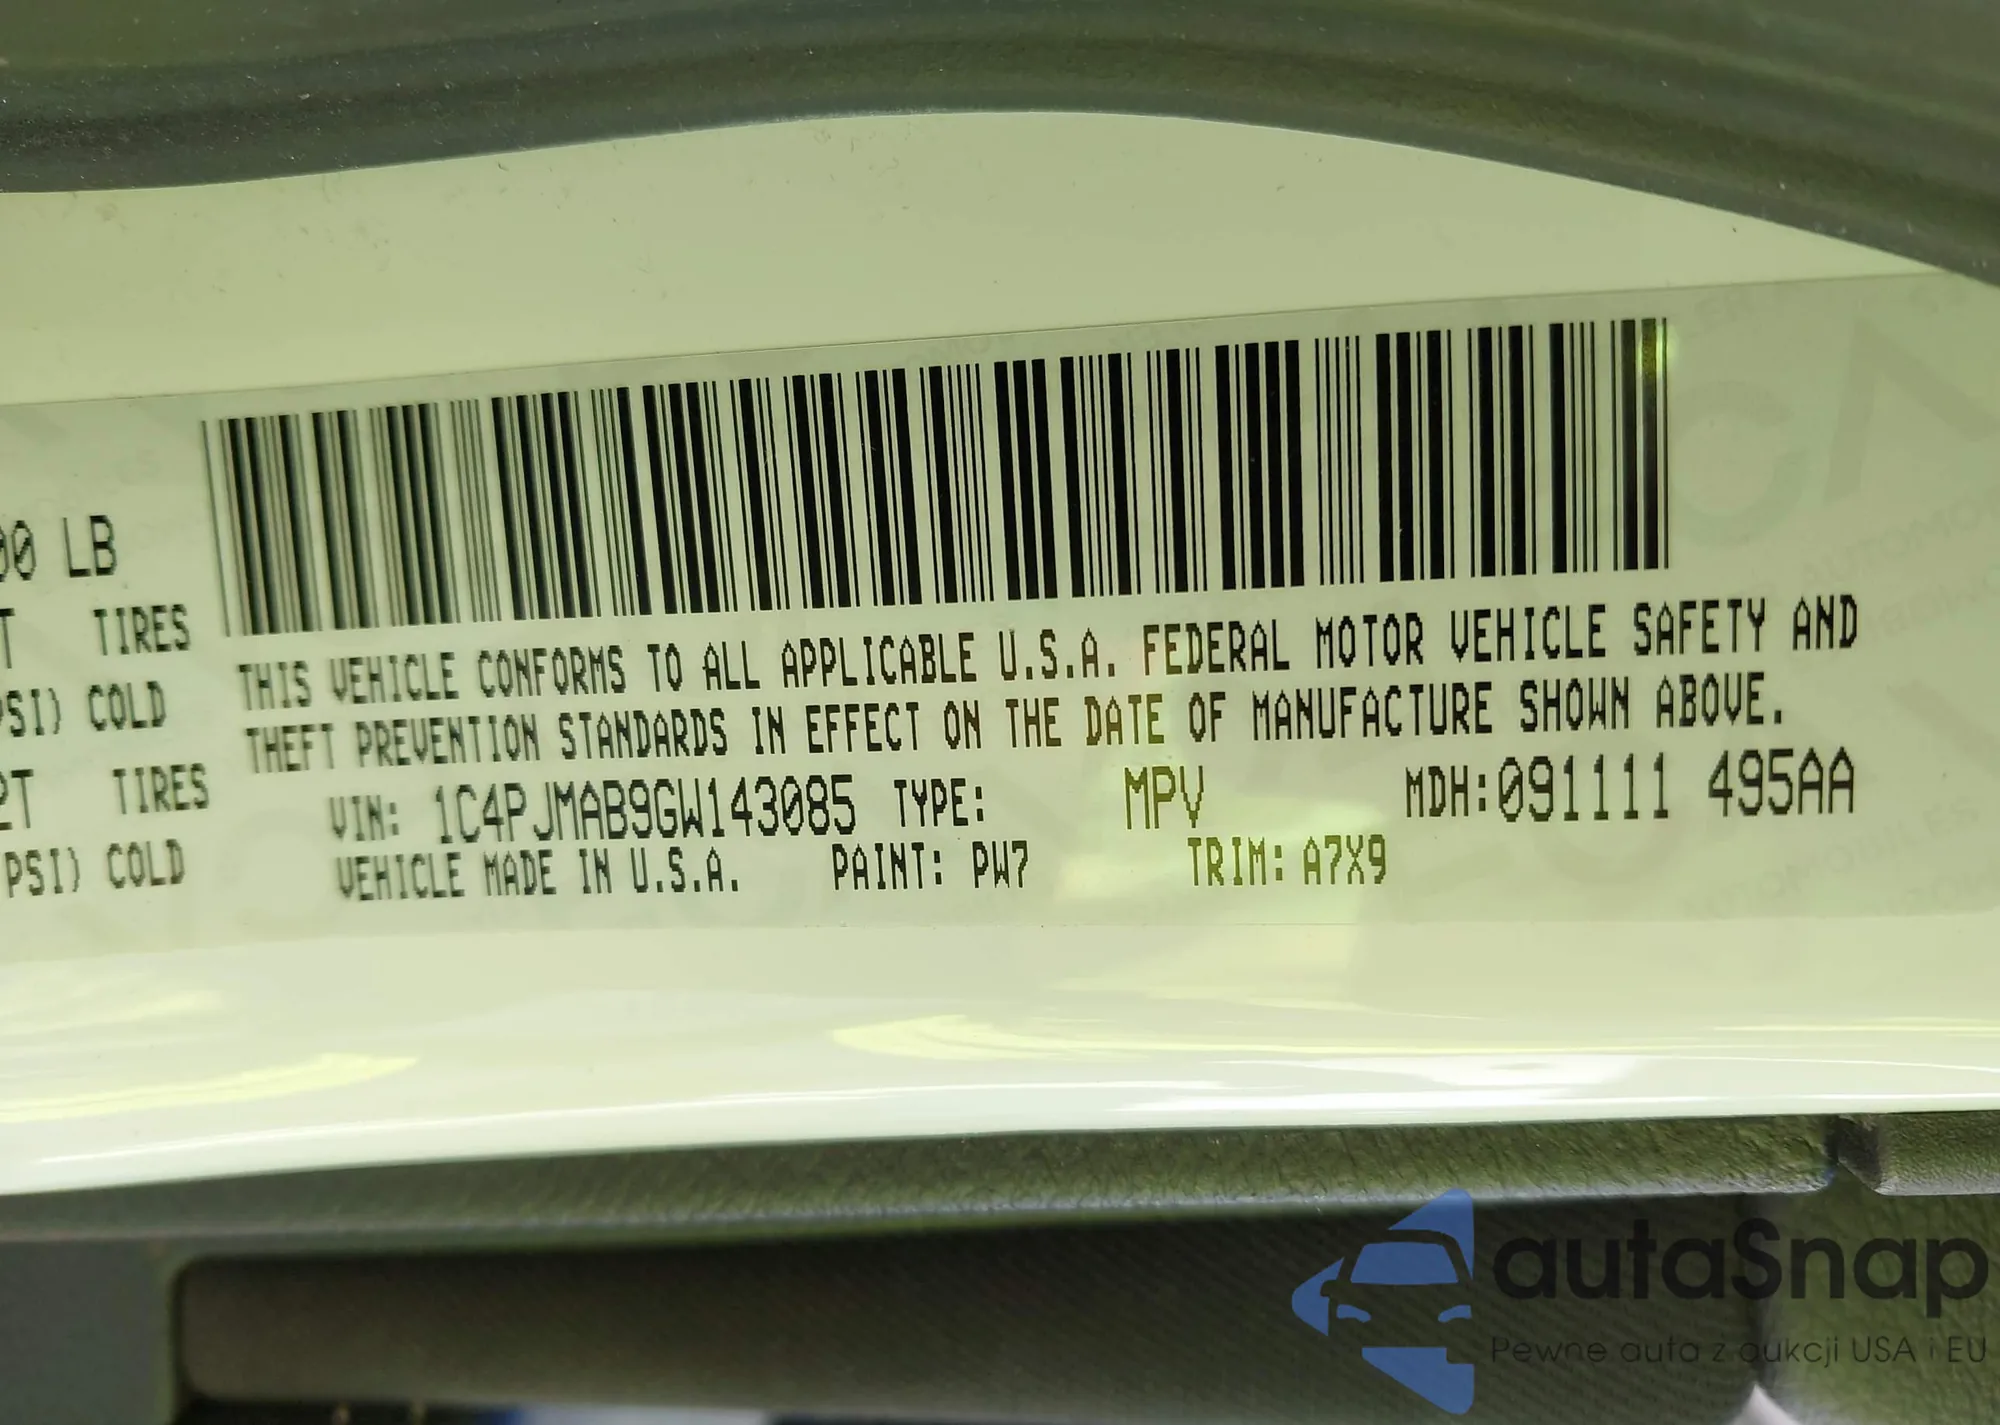 00 LB
T TIRES
PSI) COLD
2T TIRES
PSI) COLD
THIS VEHICLE CONFORMS TO ALL APPLICABLE U.S.A. FEDERAL MOTOR VEHICLE SAFETY AND
THEFT PREVENTION STANDARDS IN EFFECT ON THE DATE OF MANUFACTURE SHOWN ABOVE.
VIN: 1C4PJMAB9GW143085 TYPE: MPV MDH:091111 495AA
VEHICLE MADE IN U.S.A. PAINT: PW7 TRIM: A7X9
autaSnap
Pewne auta z aukcji USA i EU